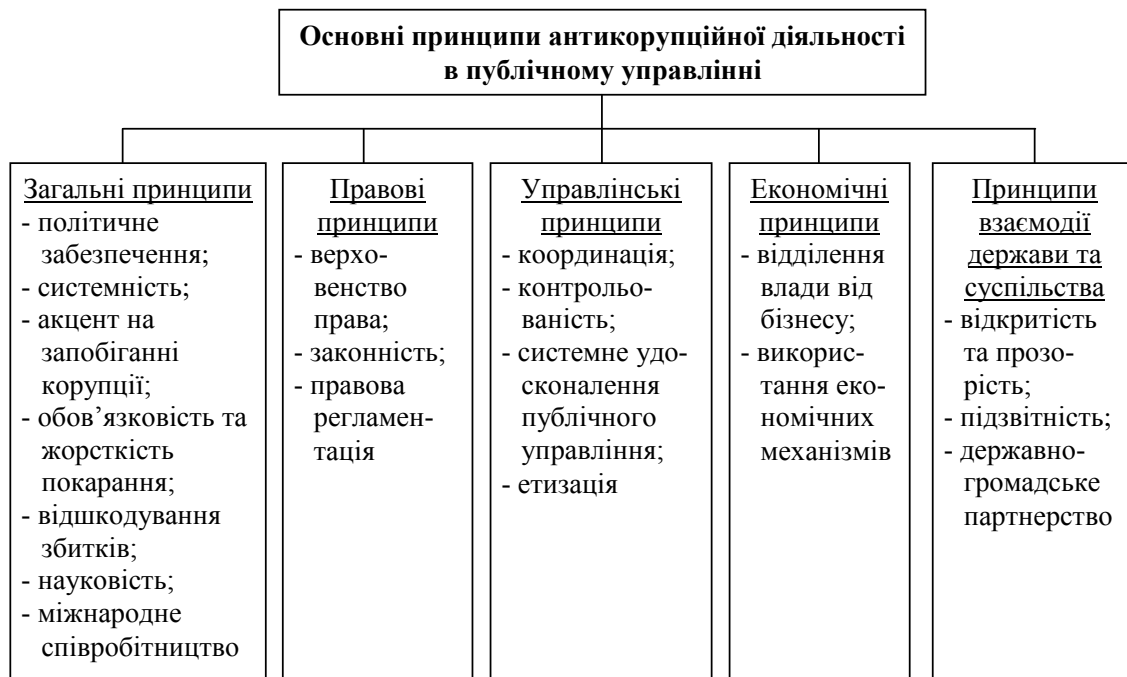 Основні принципи антикорупційної діяльності
в публічному управлінні
Загальні принципи
- політичне
забезпечення;
- системність;
- акцент на
запобіганні
корупції;
- обов’язковість та
жорсткість
покарання;
- відшкодування
збитків;
- науковість;
- міжнародне
співробітництво
Правові
принципи
- верхо-
венство
права;
- законність;
- правова
регламен-
тація
Управлінські
принципи
- координація;
- контрольо-
ваність;
- системне удо-
сконалення
публічного
управління;
- етизація
Економічні
принципи
- відділення
влади від
бізнесу;
- викорис-
тання еко-
номічних
механізмів
Принципи
взаємодії
держави та
суспільства
- відкритість
та прозо-
рість;
- підзвітність;
- державно-
громадське
партнерство